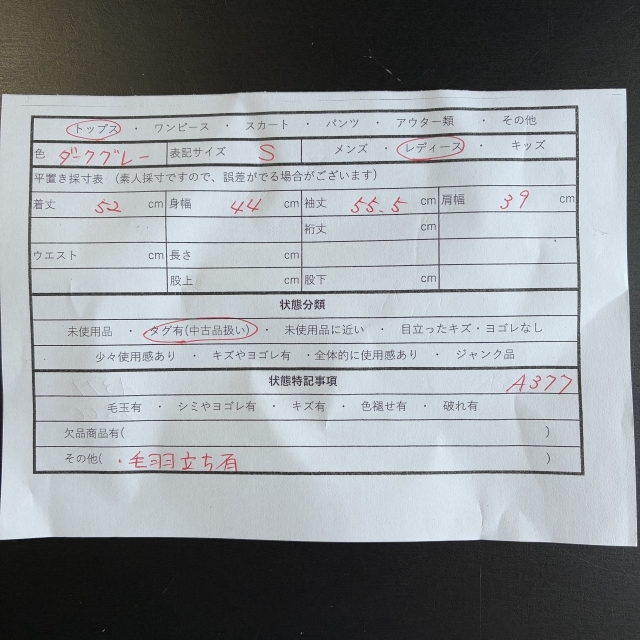 トップス ・ ワンピース ・ スカート ・ パンツ ・ アウター類 ・ その他
色 ダークグレー 表記サイズ S メンズ ・ レディース ・ キッズ
平置き採寸表 （素人採寸ですので、誤差がでる場合がございます）
着丈 52 cm 身幅 44 cm 袖丈 55.5 cm 肩幅 39 cm
裄丈 cm
ウエスト cm 長さ cm
股上 cm 股下 cm
状態分類
未使用品 ・ タグ有(中古品扱い) ・ 未使用品に近い ・ 目立ったキズ・ヨゴレなし
少々使用感あり ・ キズやヨゴレ有 ・全体的に使用感あり ・ ジャンク品
状態特記事項 A377
毛玉有 ・ シミやヨゴレ有 ・ キズ有 ・ 色褪せ有 ・ 破れ有
欠品商品有( )
その他( ・毛羽立ち有 )